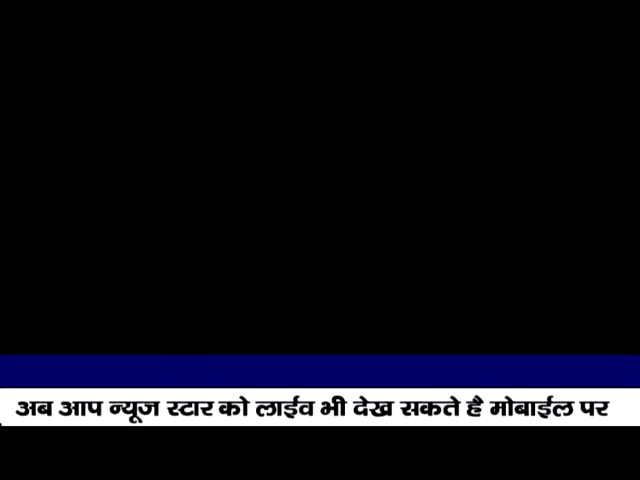 अब आप न्यूज स्टार को लाईव भी देख सकते है मोबाईल पर